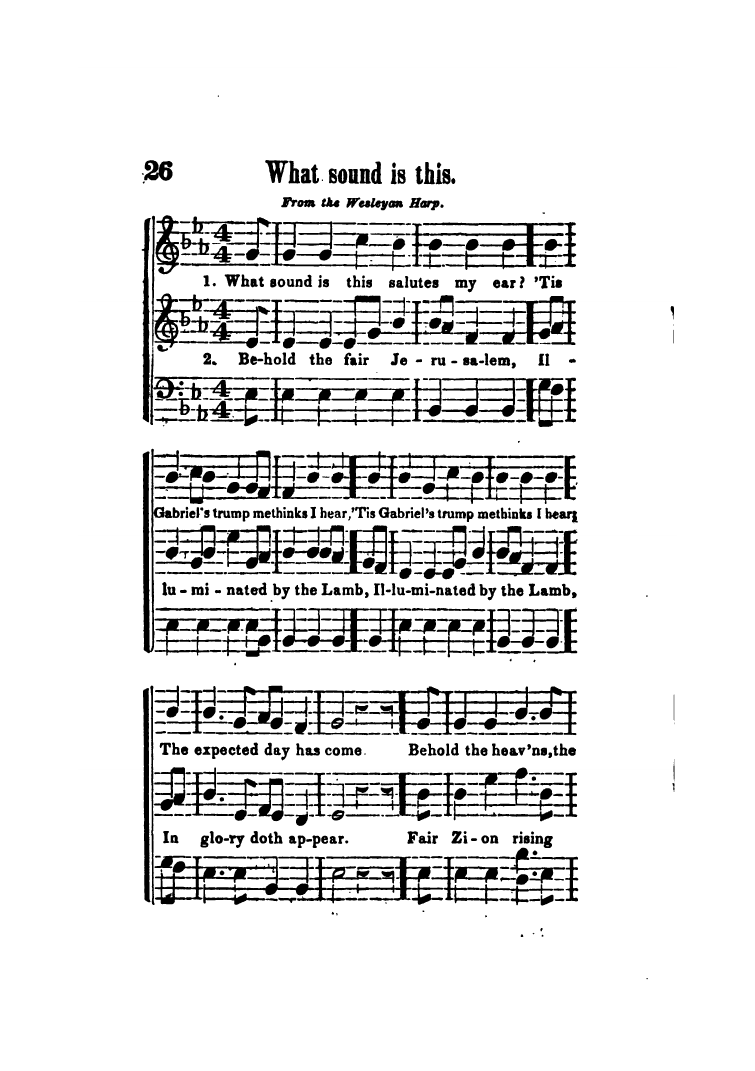 26
What sound is this.
From the Wesleyan Harp.
1. What sound is this salutes my ear? 'Tis
2. Be-hold the fair Je - ru - sa-lem, Il -
Gabriel's trump methinks I hear,'Tis Gabriel's trump methinks I hear;
lu - mi - nated by the Lamb, Il-lu-mi-nated by the Lamb,
The expected day has come. Behold the heav'ns,the
In glo-ry doth ap-pear. Fair Zi - on rising